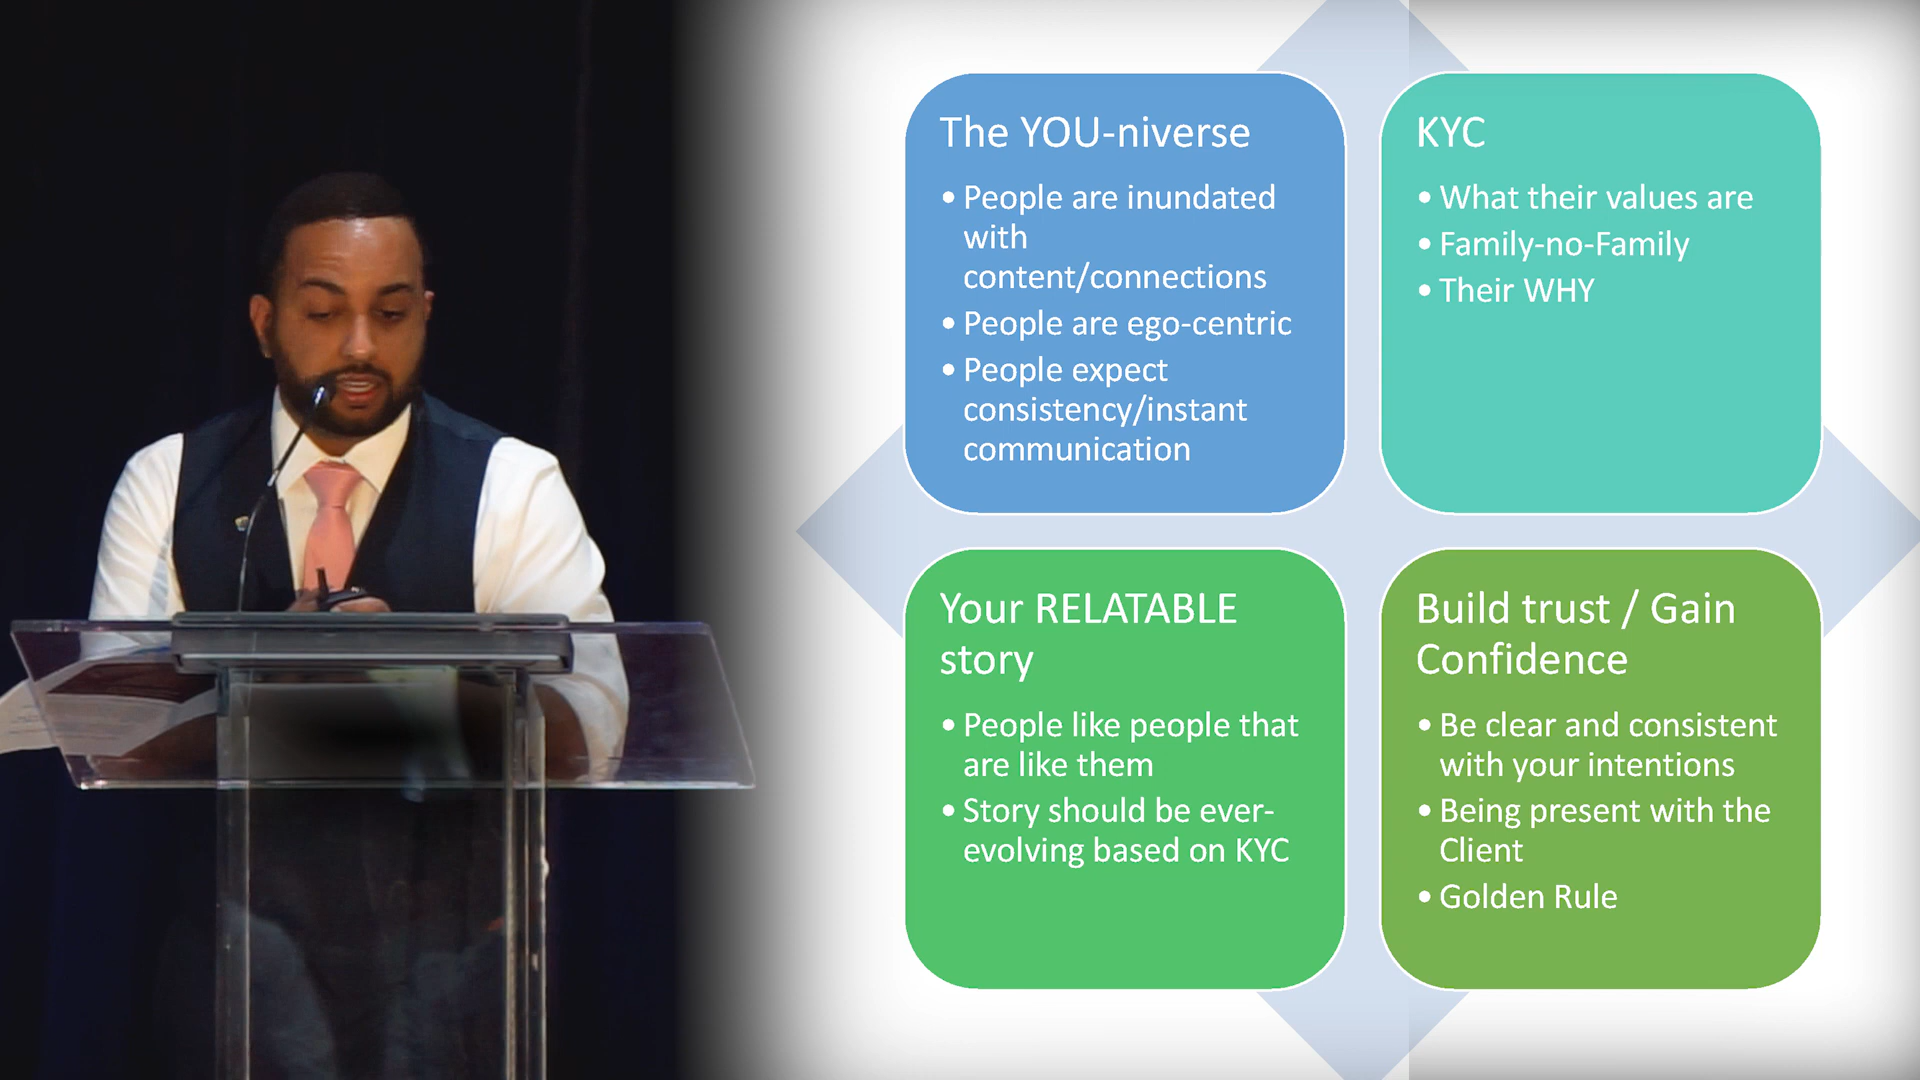 The YOU-niverse
• People are inundated
with
content/connections
• People are ego-centric
• People expect
consistency/instant
communication
KYC
• What their values are
• Family-no-Family
• Their WHY
Your RELATABLE
story
• People like people that
are like them
• Story should be ever-
evolving based on KYC
Build trust / Gain
Confidence
• Be clear and consistent
with your intentions
• Being present with the
Client
• Golden Rule